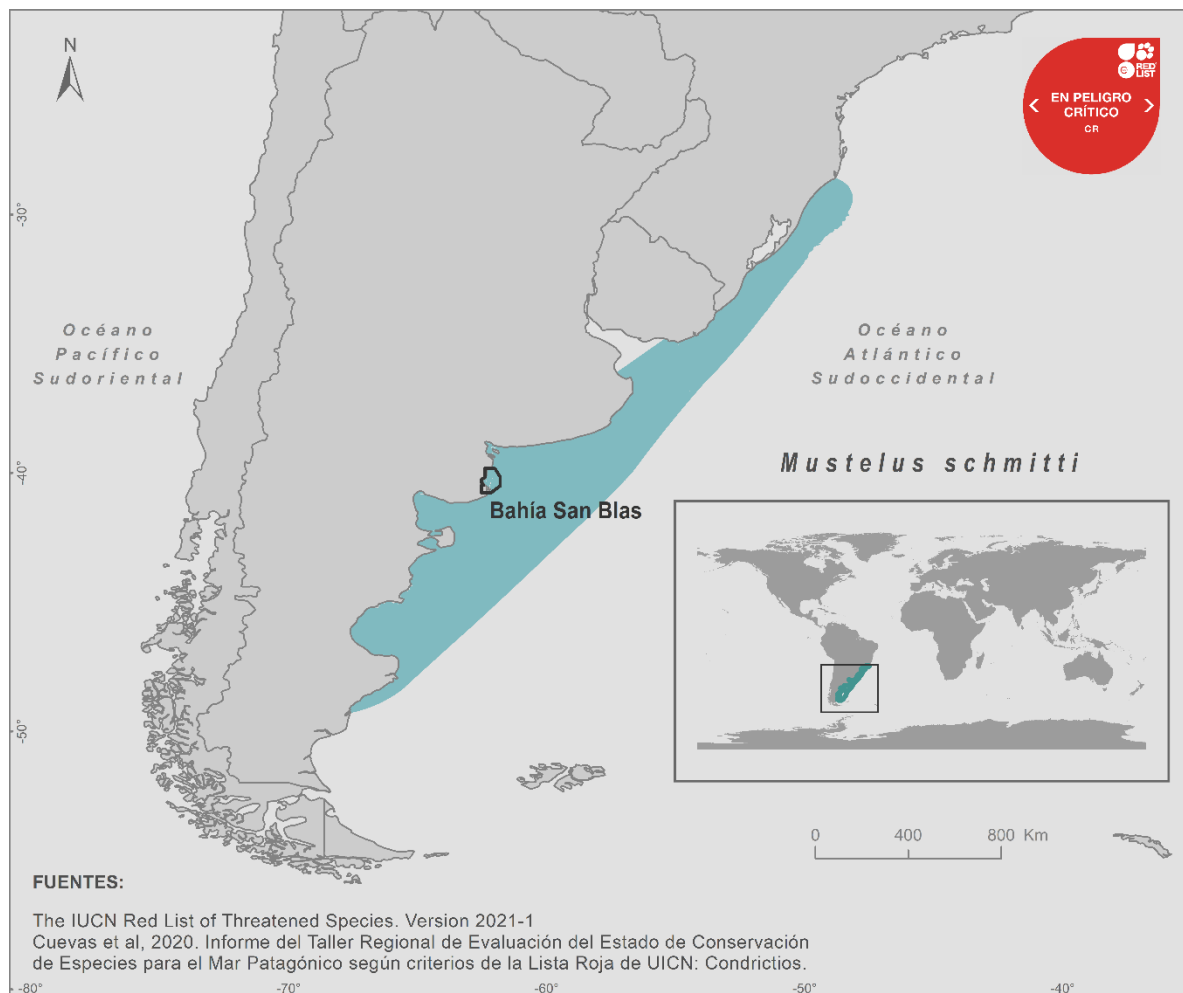 N
RED
LIST
EN PELIGRO
CRÍTICO
CR
-30°
Océano
Pacífico
Sudoriental
Océano
Atlántico
Sudoccidental
Mustelus schmitti
-40°
Bahía San Blas
-50°
0 400 800 Km
FUENTES:
The IUCN Red List of Threatened Species. Version 2021-1
Cuevas et al, 2020. Informe del Taller Regional de Evaluación del Estado de Conservación
de Especies para el Mar Patagónico según criterios de la Lista Roja de UICN: Condrictios.
-80° -70° -60° -50° -40°